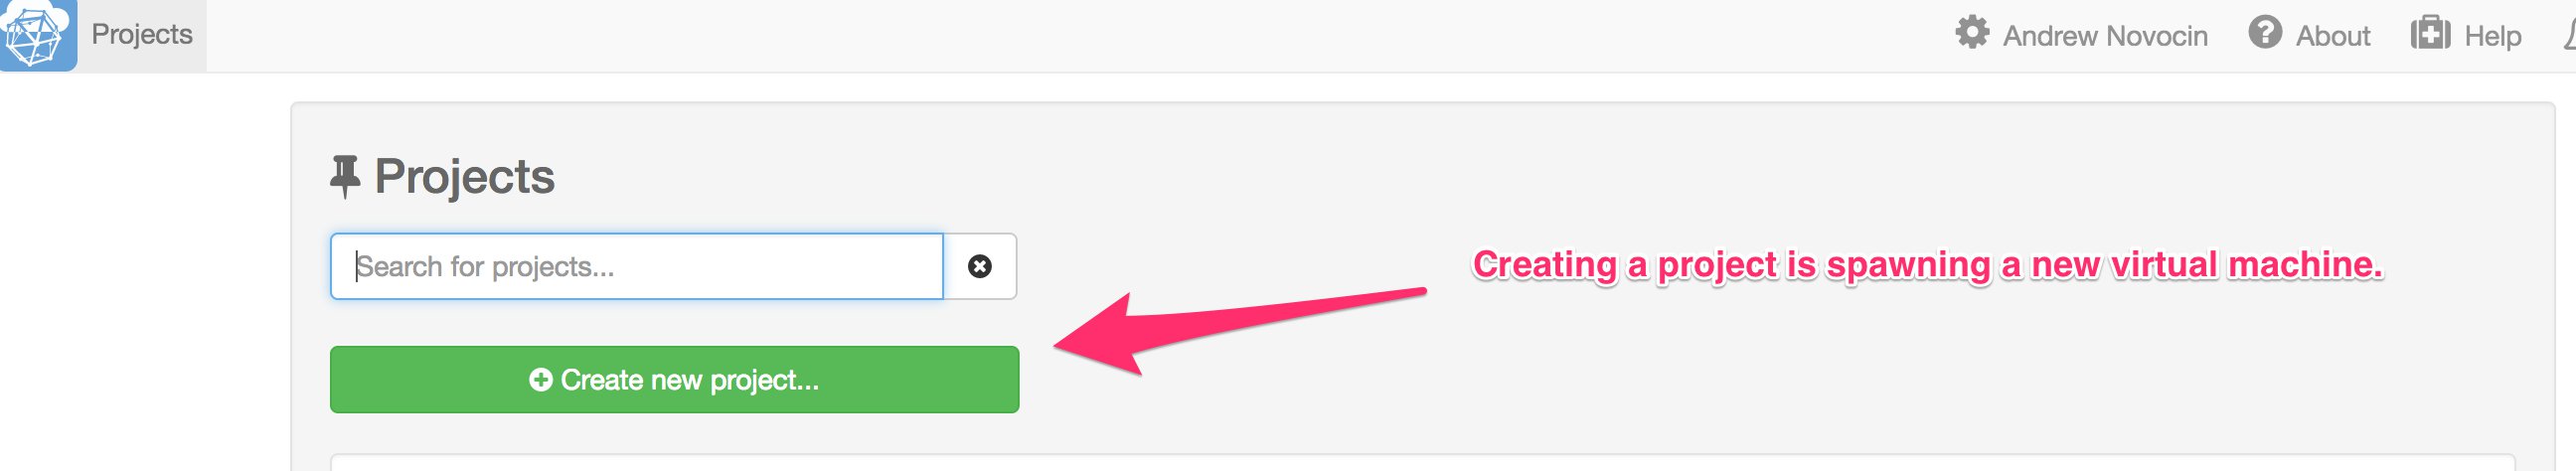 Projects
Andrew Novocin
About
Help
Projects
Search for projects...
Creating a project is spawning a new virtual machine.
Create new project...